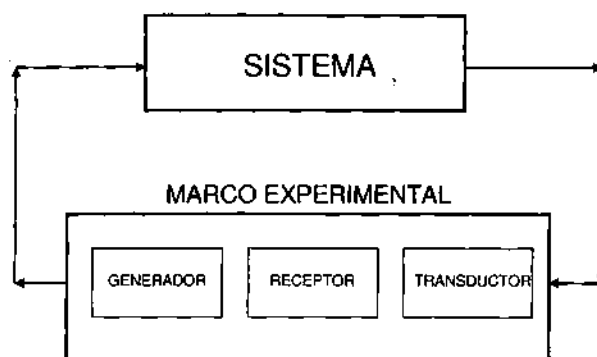 SISTEMA
MARCO EXPERIMENTAL
GENERADOR
RECEPTOR
TRANSDUCTOR